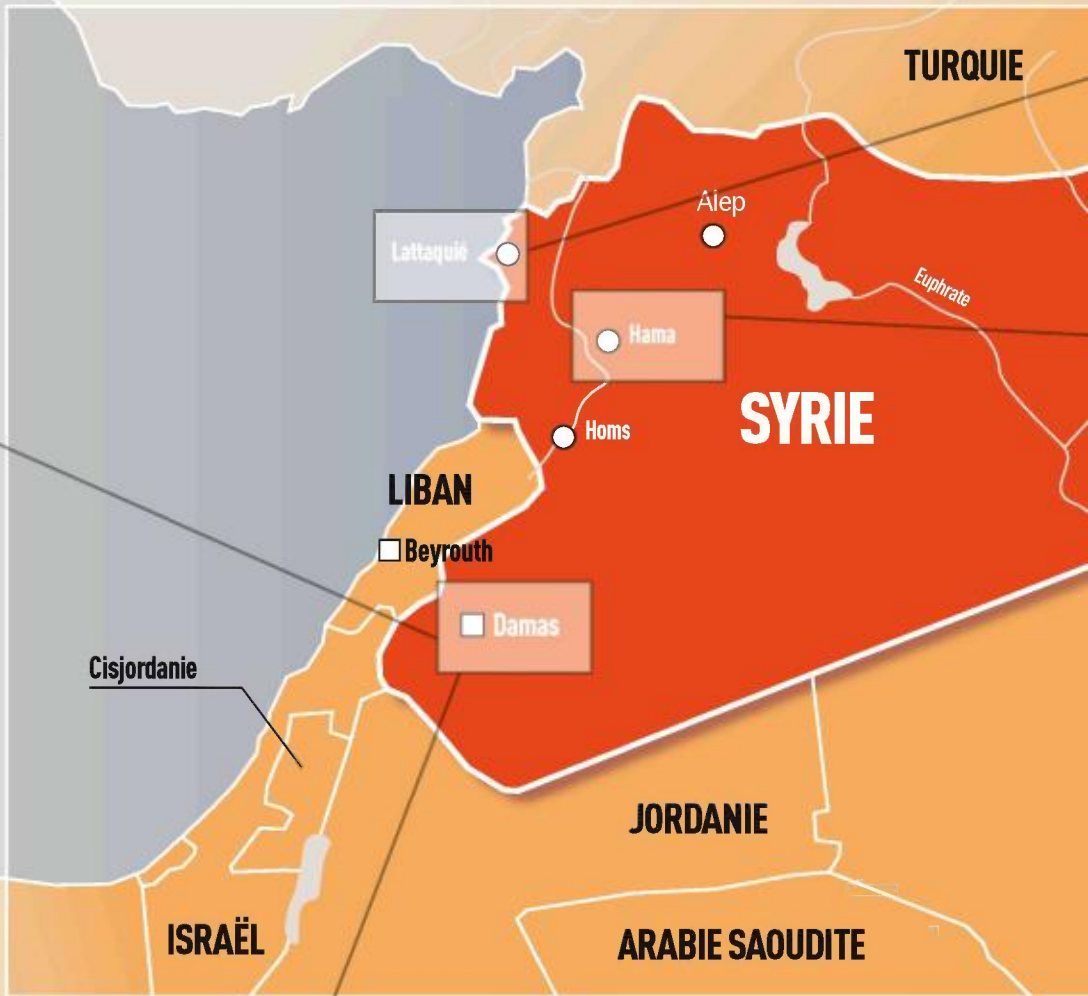 TURQUIE
Alep
Lattaquié
Euphrate
Hama
SYRIE
Homs
LIBAN
Beyrouth
Damas
Cisjordanie
JORDANIE
ISRAËL
ARABIE SAOUDITE